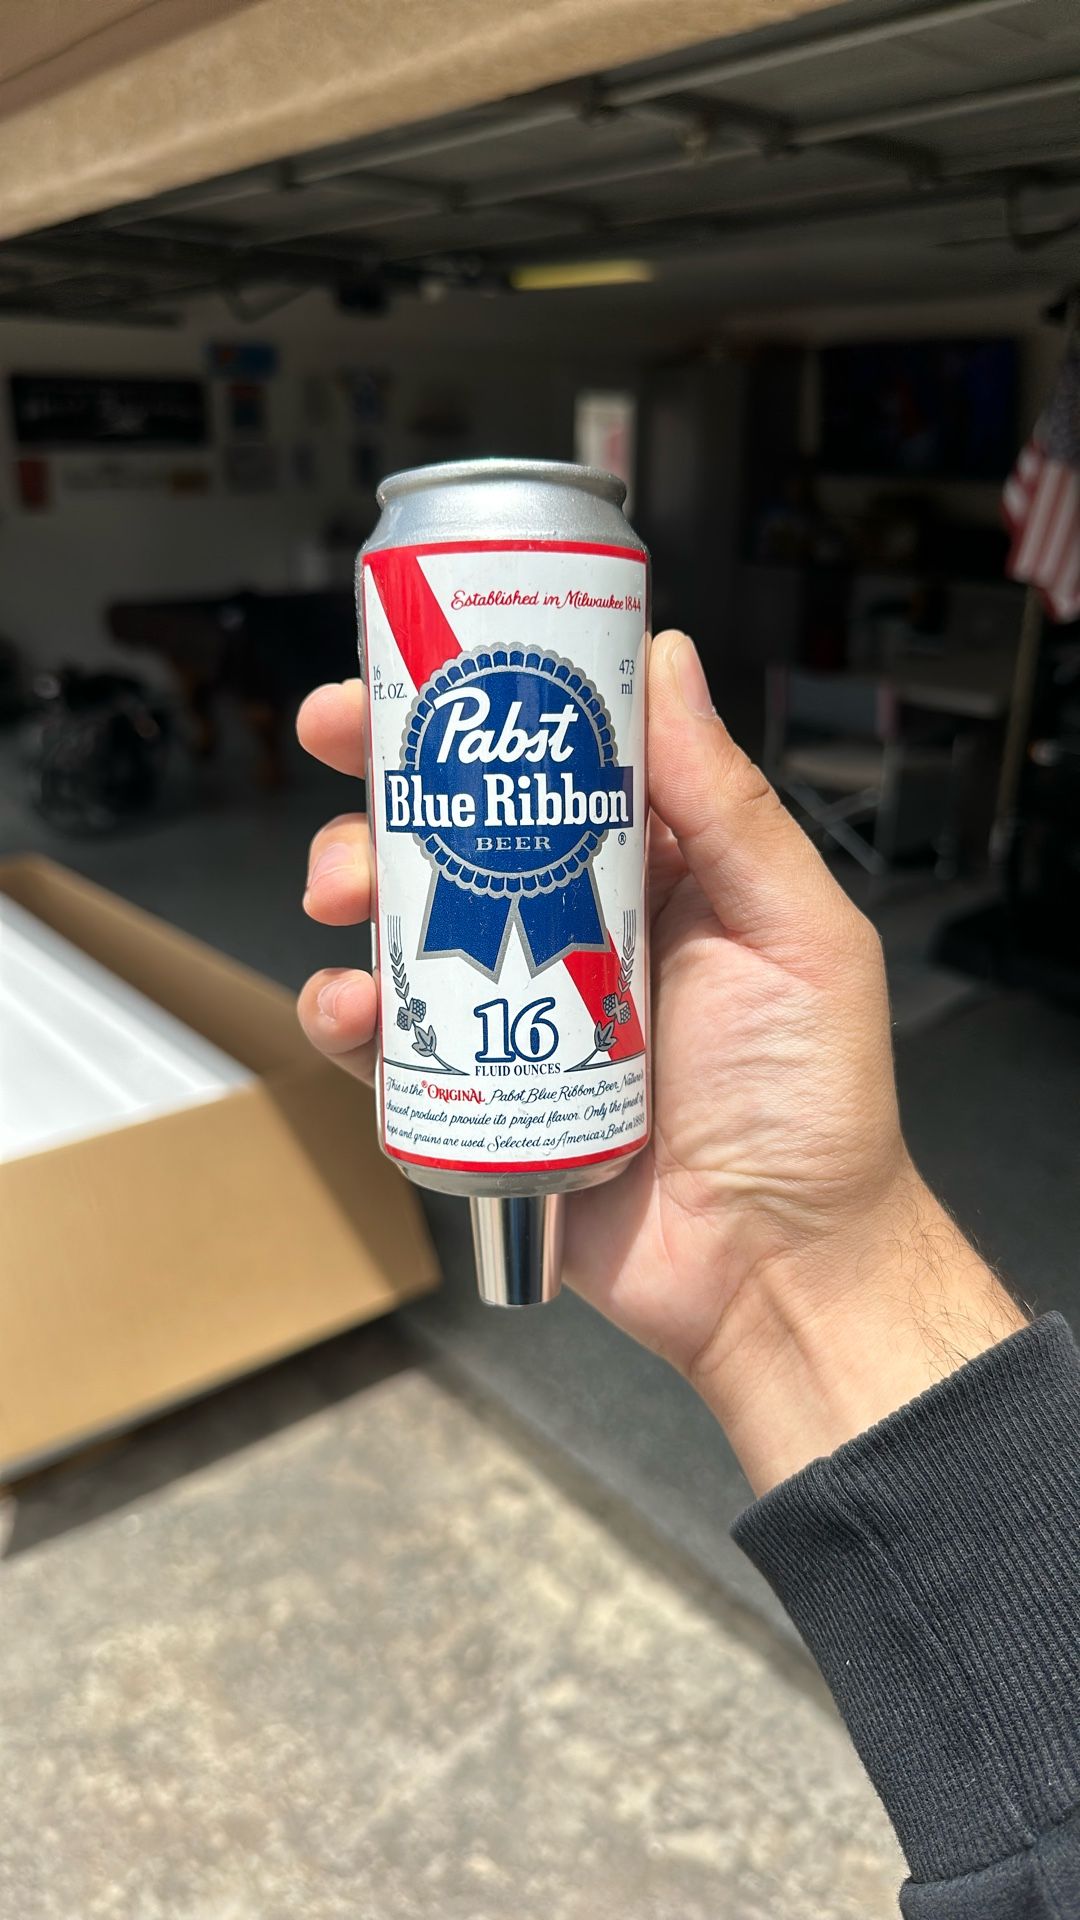 Established in Milwaukee 1844
16
FL. OZ.
473
ml
Pabst
Blue Ribbon
BEER
®
16
FLUID OUNCES
This is the ORIGINAL Pabst Blue Ribbon Beer. Nature's
choicest products provide its prized flavor. Only the finest of
hops and grains are used. Selected as America's Best in 1893